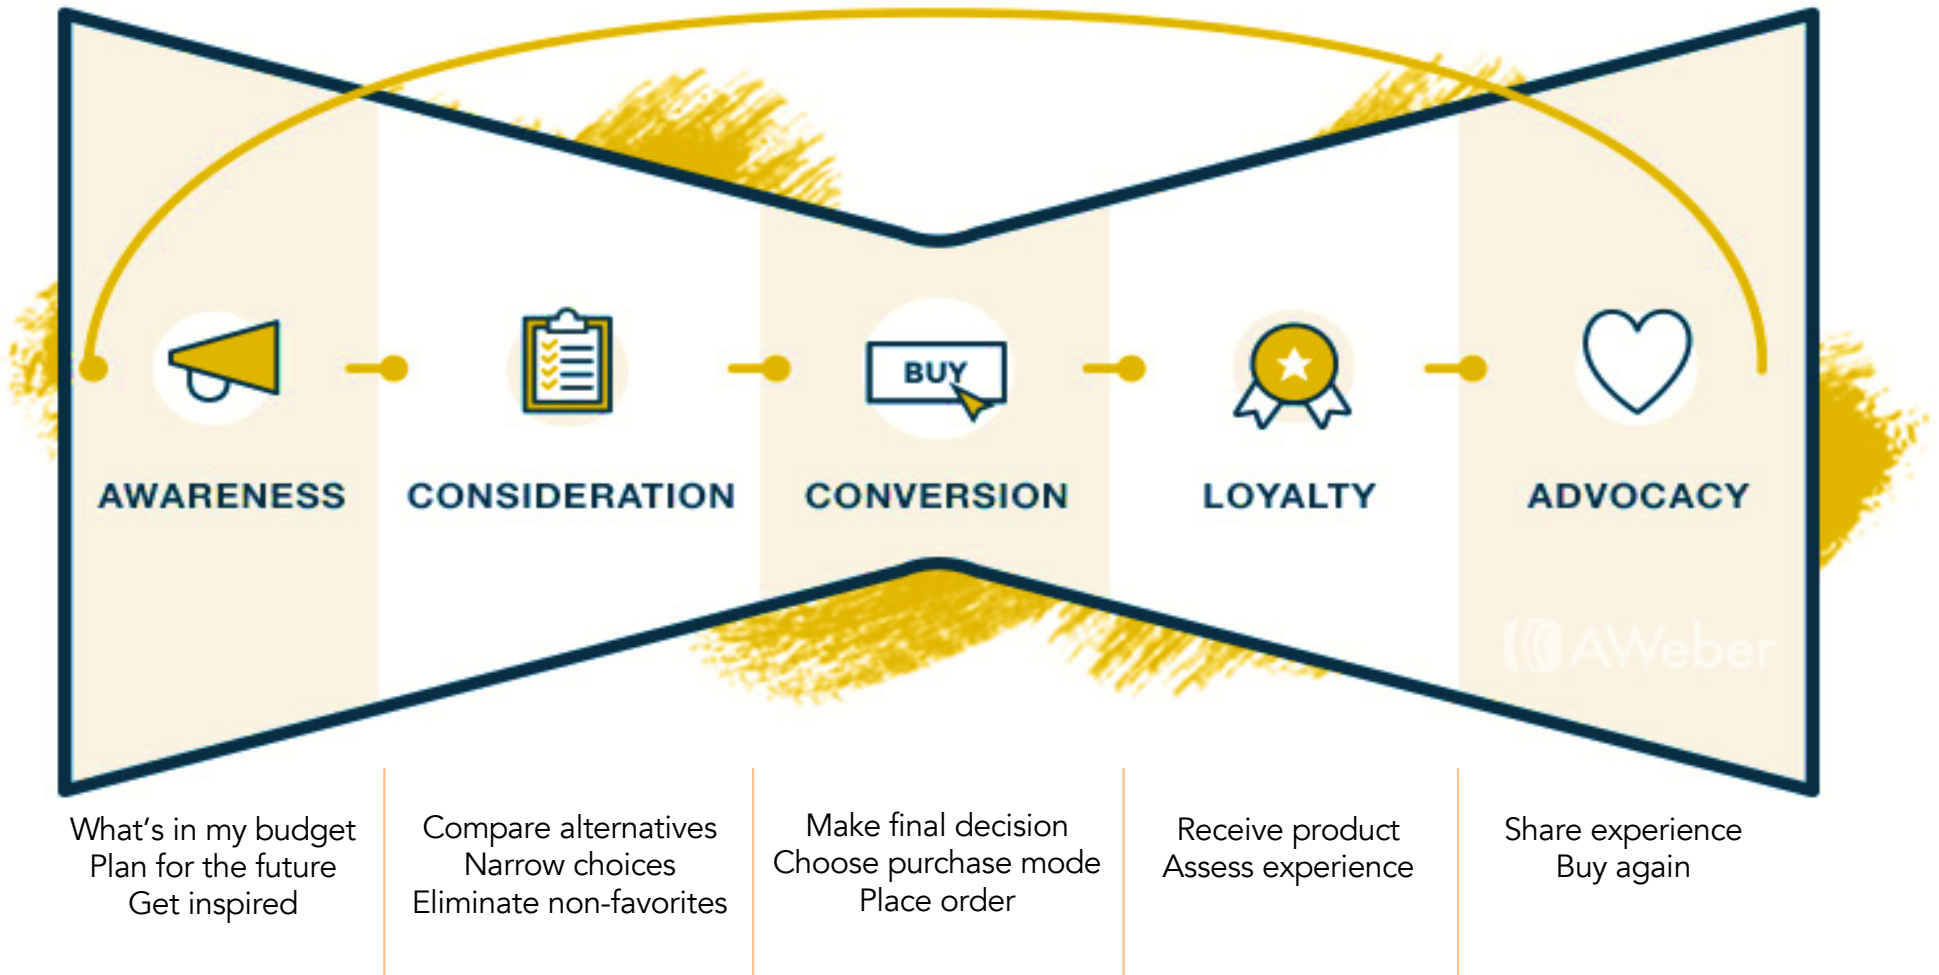 BUY
AWARENESS
CONSIDERATION
CONVERSION
LOYALTY
ADVOCACY
AWeber
What's in my budget
Plan for the future
Get inspired
Compare alternatives
Narrow choices
Eliminate non-favorites
Make final decision
Choose purchase mode
Place order
Receive product
Assess experience
Share experience
Buy again